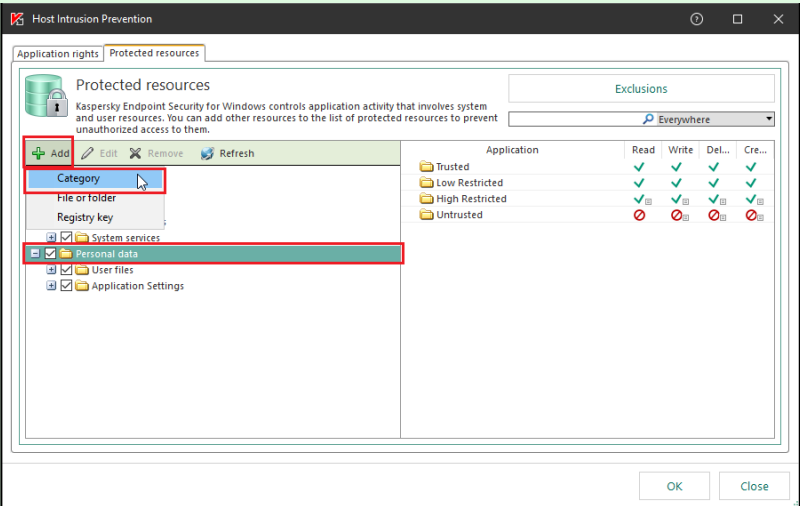 Host Intrusion Prevention
Application rights
Protected resources
Protected resources
Kaspersky Endpoint Security for Windows controls application activity that involves system
and user resources. You can add other resources to the list of protected resources to prevent
unauthorized access to them.
Exclusions
Everywhere
Add Edit Remove Refresh
Category
File or folder
Registry key
System services
Personal data
User files
Application Settings
Application Read Write Del... Cre...
Trusted
Low Restricted
High Restricted
Untrusted
OK Close